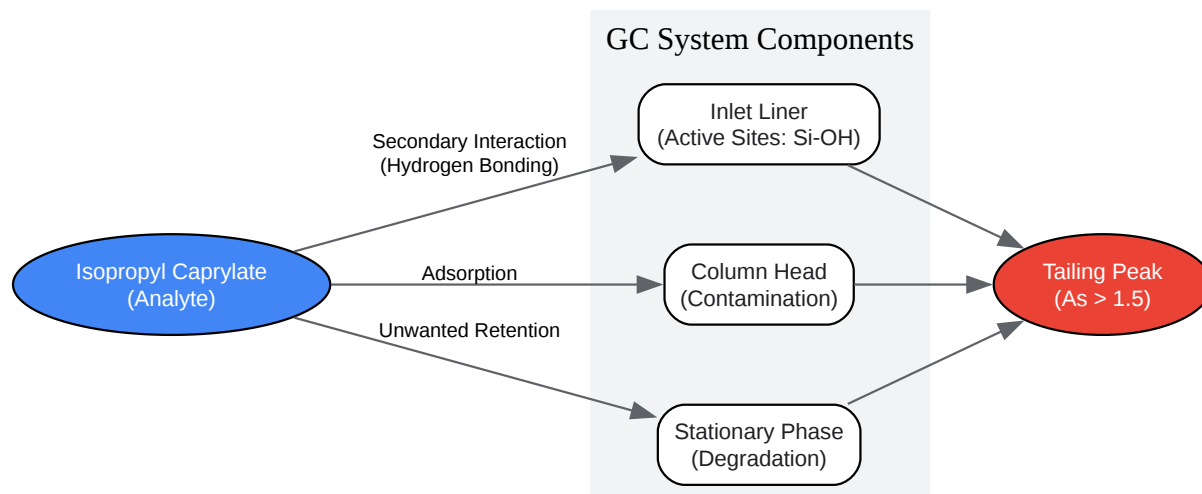 GC System Components
Inlet Liner
(Active Sites: Si-OH)
Secondary Interaction
(Hydrogen Bonding)
Isopropyl Caprylate
(Analyte)
Adsorption
Column Head
(Contamination)
Tailing Peak
(As > 1.5)
Unwanted Retention
Stationary Phase
(Degradation)